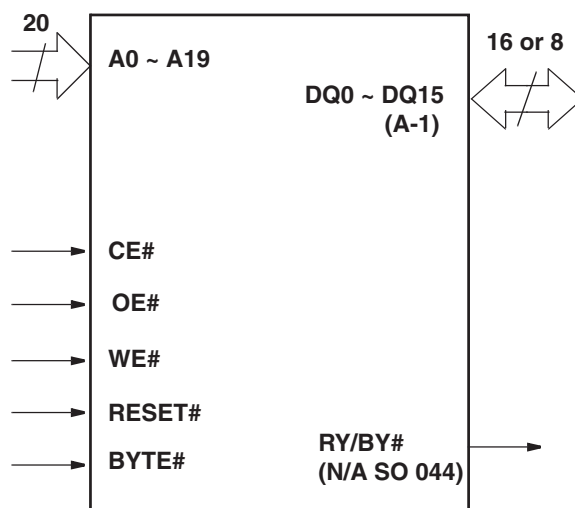 20
A0 ~ A19
16 or 8
DQ0 ~ DQ15
(A-1)
CE#
OE#
WE#
RESET#
BYTE#
RY/BY#
(N/A SO 044)